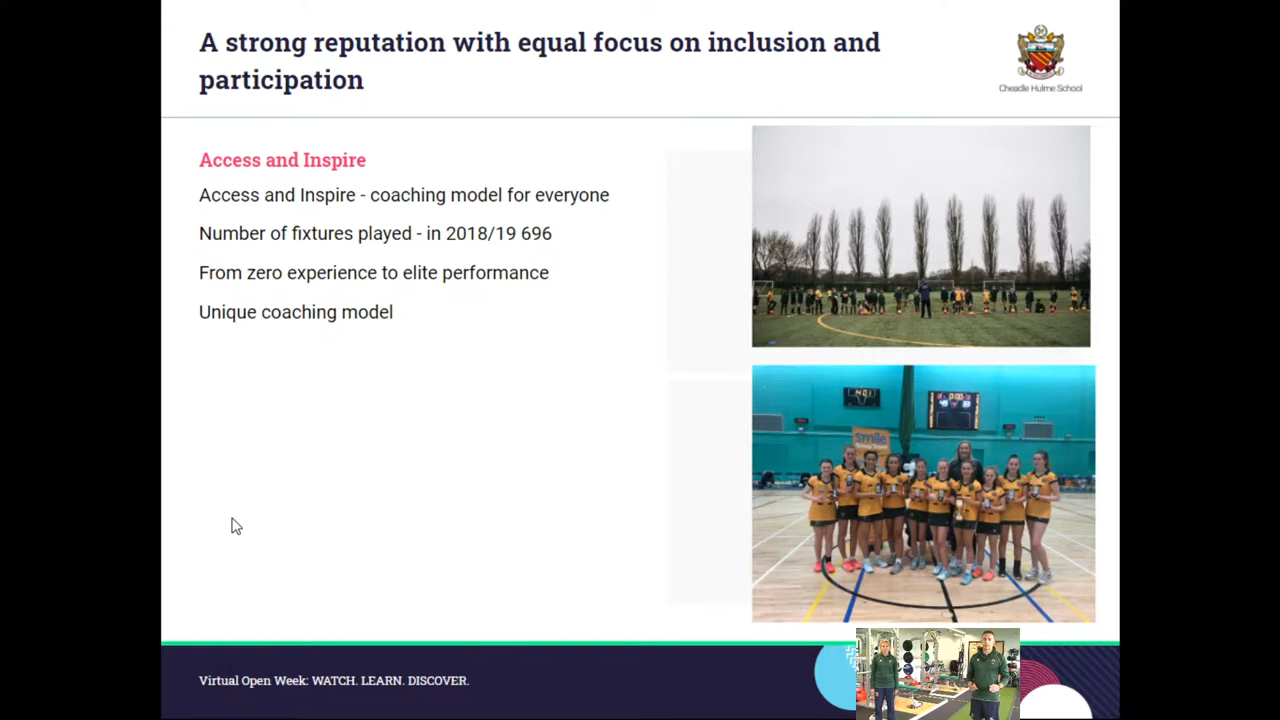 A strong reputation with equal focus on inclusion and
participation
Cheadle Hulme School
Access and Inspire
Access and Inspire - coaching model for everyone
Number of fixtures played - in 2018/19 696
From zero experience to elite performance
Unique coaching model
smile
Virtual Open Week: WATCH. LEARN. DISCOVER.